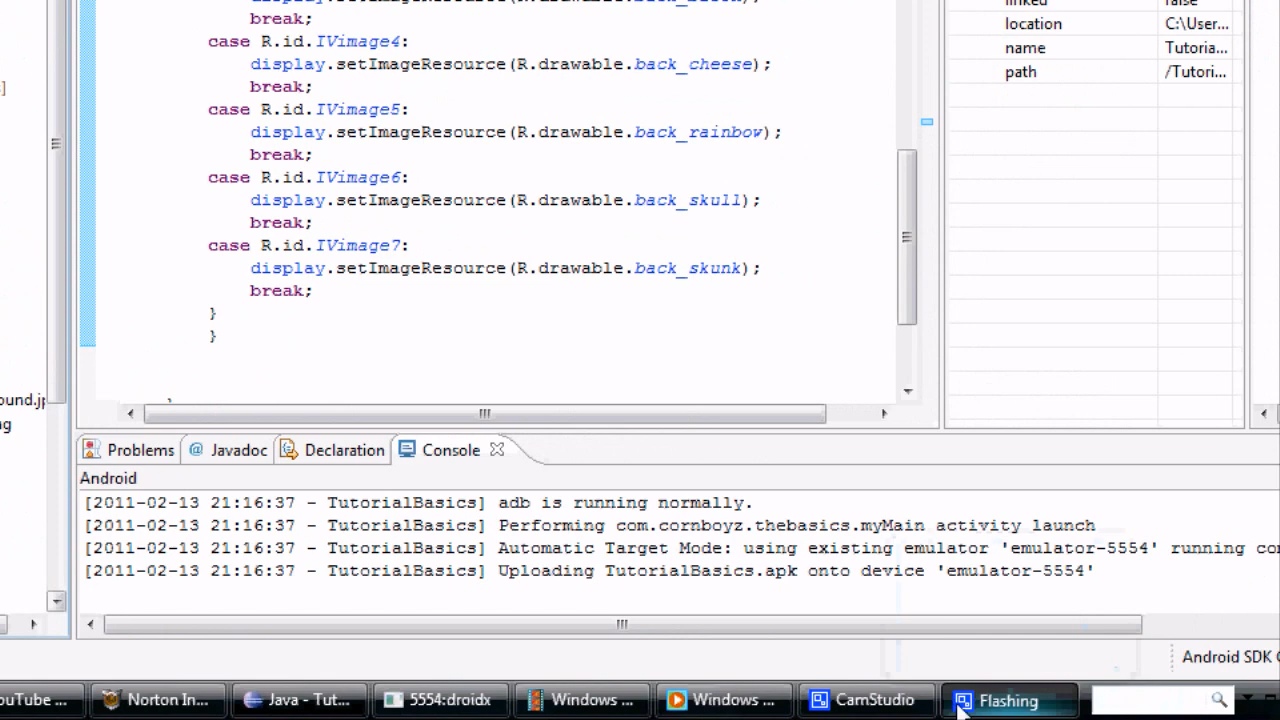 break;
case R.id.IVimage4:
display.setImageResource(R.drawable.back_cheese);
break;
case R.id.IVimage5:
display.setImageResource(R.drawable.back_rainbow);
break;
case R.id.IVimage6:
display.setImageResource(R.drawable.back_skull);
break;
case R.id.IVimage7:
display.setImageResource(R.drawable.back_skunk);
break;
}
}
linked false
location C:\User...
name Tutoria...
path /Tutori...
]
ound.jp
g
Problems @ Javadoc Declaration Console
Android
[2011-02-13 21:16:37 - TutorialBasics] adb is running normally.
[2011-02-13 21:16:37 - TutorialBasics] Performing com.cornboyz.thebasics.myMain activity launch
[2011-02-13 21:16:37 - TutorialBasics] Automatic Target Mode: using existing emulator 'emulator-5554' running co
[2011-02-13 21:16:37 - TutorialBasics] Uploading TutorialBasics.apk onto device 'emulator-5554'
Android SDK C
ouTube ... Norton In... Java - Tut... 5554:droidx Windows ... Windows ... CamStudio Flashing